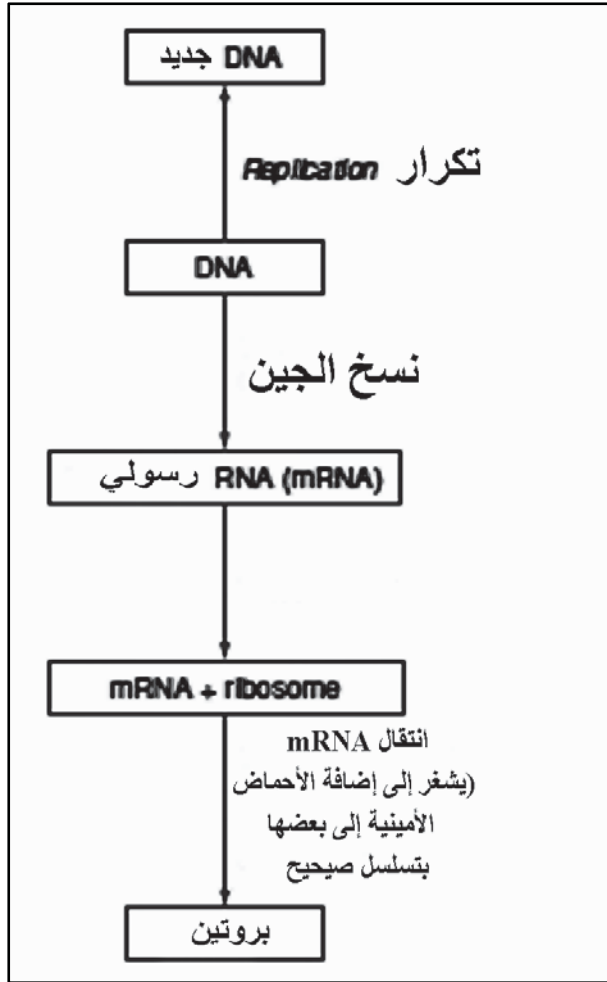 DNA جديد
تكرار Replication
DNA
نسخ الجين
RNA (mRNA) رسولي
mRNA + ribosome
انتقال mRNA
(يشغر إلى إضافة الأحماض
الأمينية إلى بعضها
بتسلسل صيحيح
بروتين